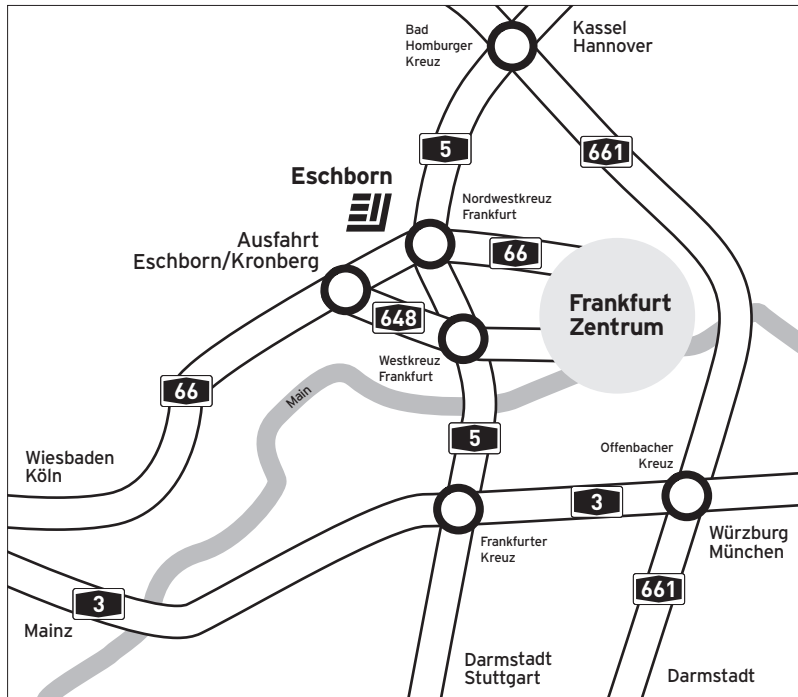 Bad
Homburger
Kreuz
Kassel
Hannover
5
661
Eschborn
Nordwestkreuz
Frankfurt
Ausfahrt
Eschborn/Kronberg
66
648
Frankfurt
Zentrum
Westkreuz
Frankfurt
66
Main
5
Offenbacher
Kreuz
Wiesbaden
Köln
3
Frankfurter
Kreuz
Würzburg
München
661
3
Mainz
Darmstadt
Stuttgart
Darmstadt